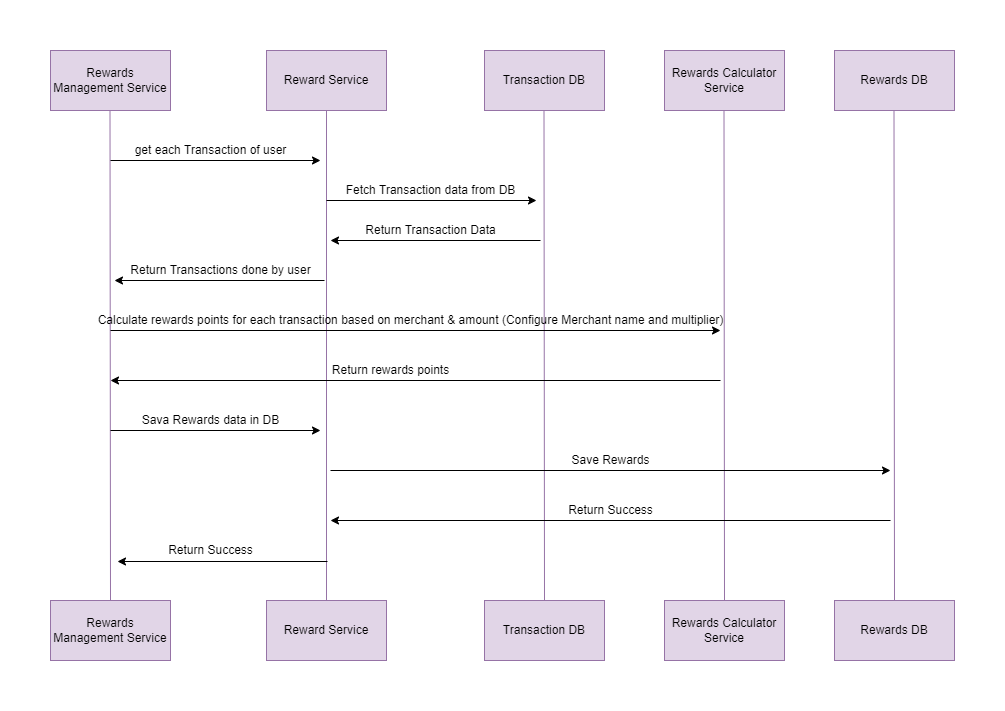 Rewards
Management Service
Reward Service
Transaction DB
Rewards Calculator
Service
Rewards DB
get each Transaction of user
Fetch Transaction data from DB
Return Transaction Data
Return Transactions done by user
Calculate rewards points for each transaction based on merchant & amount (Configure Merchant name and multiplier)
Return rewards points
Sava Rewards data in DB
Save Rewards
Return Success
Return Success
Rewards
Management Service
Reward Service
Transaction DB
Rewards Calculator
Service
Rewards DB